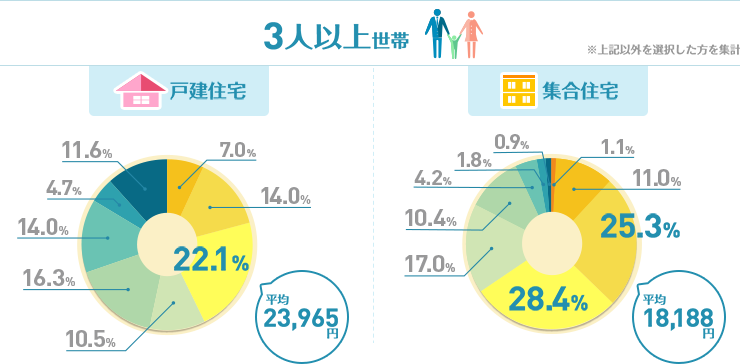 3人以上世帯
※上記以外を選択した方を集計
戸建住宅
11.6%
7.0%
4.7%
14.0%
14.0%
22.1%
16.3%
10.5%
平均
23,965
円
集合住宅
0.9%
1.1%
1.8%
4.2%
11.0%
10.4%
25.3%
17.0%
28.4%
平均
18,188
円